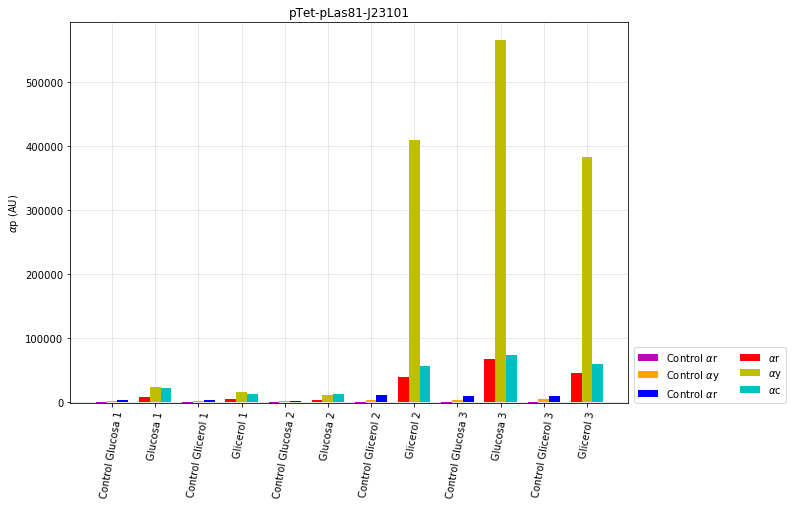 pTet-pLas81-J23101
αp (AU)
500000
400000
300000
200000
100000
0
Control Glucosa 1
Glucosa 1
Control Glicerol 1
Glicerol 1
Control Glucosa 2
Glucosa 2
Control Glicerol 2
Glicerol 2
Control Glucosa 3
Glucosa 3
Control Glicerol 3
Glicerol 3
Control αr
Control αy
Control αr
αr
αy
αc